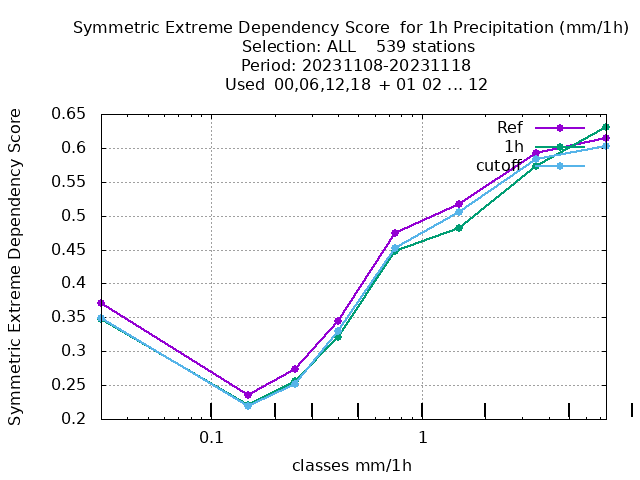 Symmetric Extreme Dependency Score  for 1h Precipitation (mm/1h)
Selection: ALL    539 stations
Period: 20231108-20231118
Used  00,06,12,18  + 01 02 ... 12
Symmetric Extreme Dependency Score
0.65
0.6
0.55
0.5
0.45
0.4
0.35
0.3
0.25
0.2
Ref
1h
cutoff
0.1
1
classes mm/1h